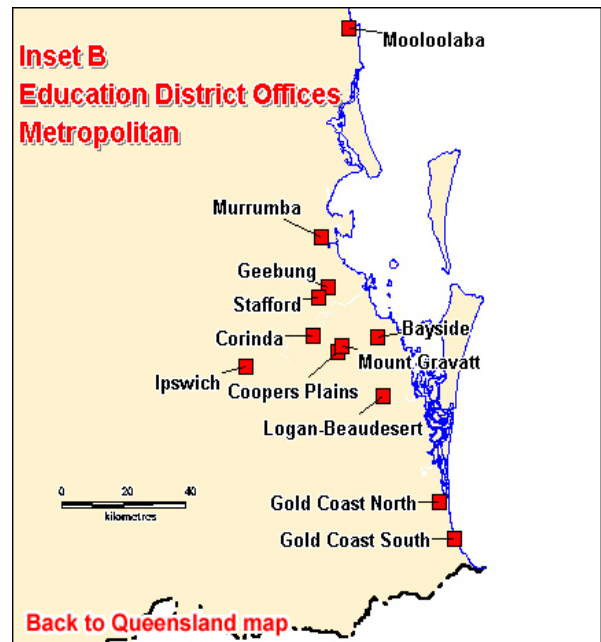 Inset B
Education District Offices
Metropolitan
Mooloolaba
Murrumba
Geebung
Stafford
Corinda
Bayside
Mount Gravatt
Ipswich
Coopers Plains
Logan-Beaudesert
0 20 40
kilometres
Gold Coast North
Gold Coast South
Back to Queensland map